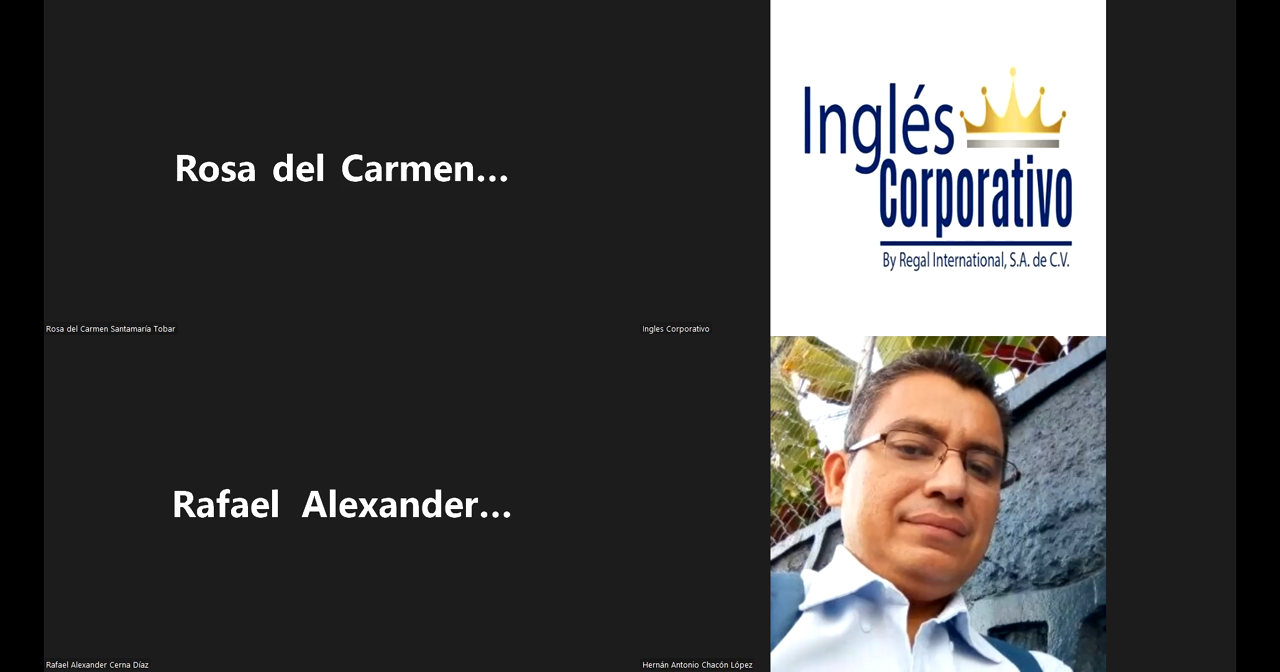 Rosa del Carmen...
Rosa del Carmen Santamaría Tobar
Inglés
Corporativo
By Regal International, S.A. de C.V.
Ingles Corporativo
Rafael Alexander...
Rafael Alexander Cerna Díaz
Hernán Antonio Chacón López